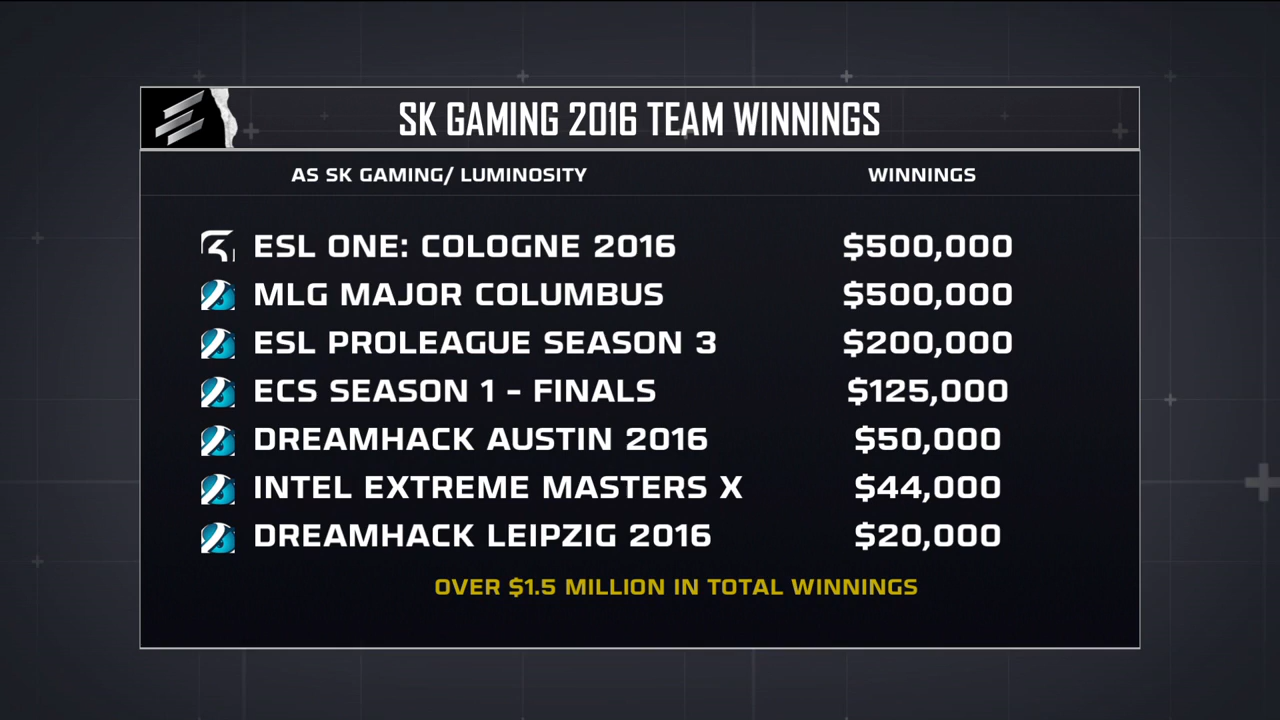 SK GAMING 2016 TEAM WINNINGS
AS SK GAMING/ LUMINOSITY WINNINGS
ESL ONE: COLOGNE 2016 $500,000
MLG MAJOR COLUMBUS $500,000
ESL PROLEAGUE SEASON 3 $200,000
ECS SEASON 1 - FINALS $125,000
DREAMHACK AUSTIN 2016 $50,000
INTEL EXTREME MASTERS X $44,000
DREAMHACK LEIPZIG 2016 $20,000
OVER $1.5 MILLION IN TOTAL WINNINGS